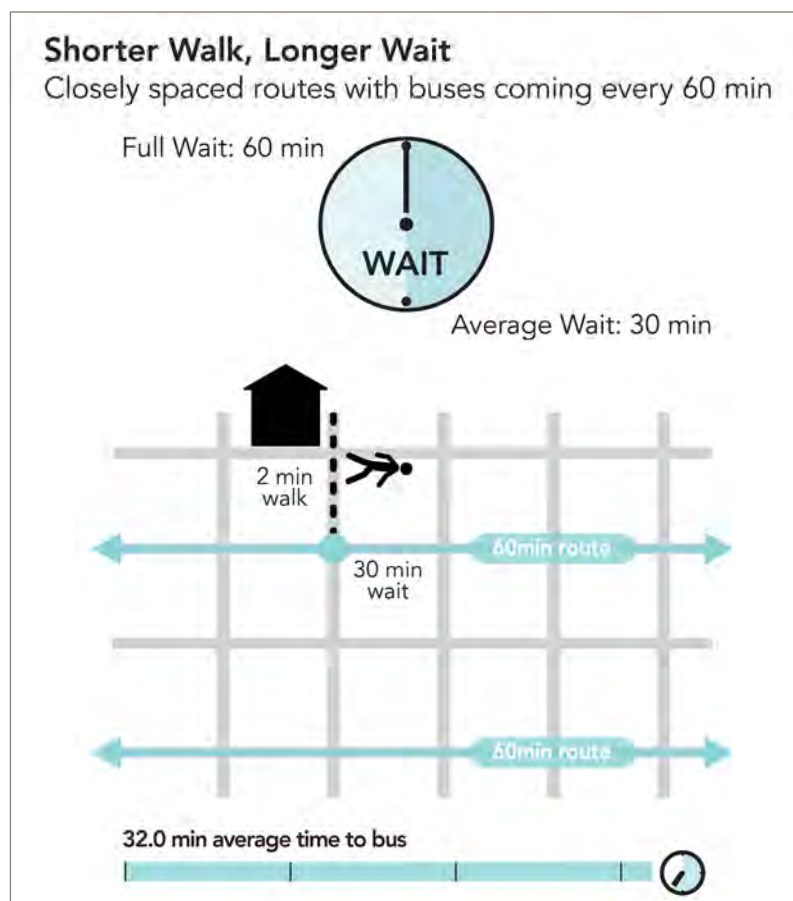 Shorter Walk, Longer Wait
Closely spaced routes with buses coming every 60 min
Full Wait: 60 min
WAIT
Average Wait: 30 min
2 min
walk
60min route
30 min
wait
60min route
32.0 min average time to bus